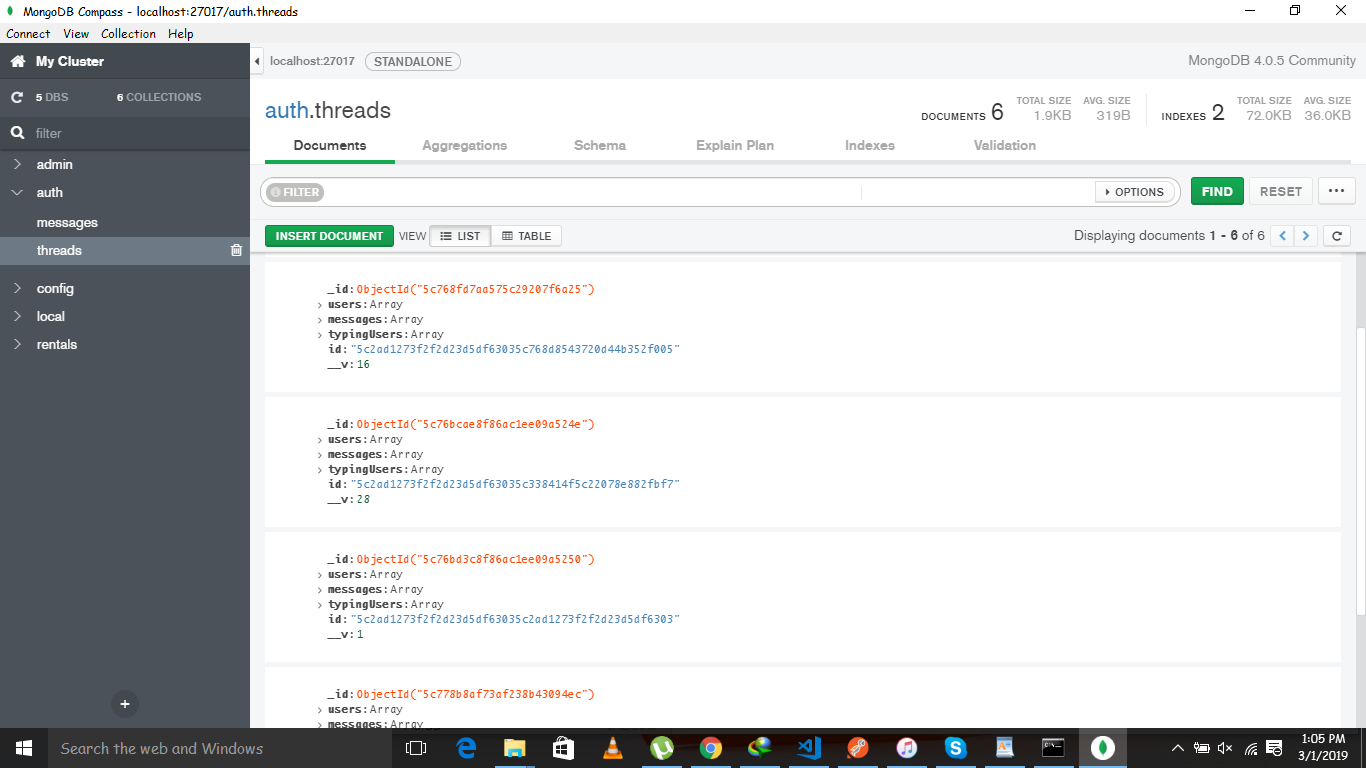 MongoDB Compass - localhost:27017/auth.threads
Connect View Collection Help
My Cluster
localhost:27017 STANDALONE MongoDB 4.0.5 Community
5 DBS 6 COLLECTIONS
filter
auth.threads
DOCUMENTS 6 TOTAL SIZE 1.9KB AVG. SIZE 319B INDEXES 2 TOTAL SIZE 72.0KB AVG. SIZE 36.0KB
Documents Aggregations Schema Explain Plan Indexes Validation
admin
auth
messages
threads
config
local
rentals
FILTER OPTIONS FIND RESET ...
INSERT DOCUMENT VIEW LIST TABLE Displaying documents 1 - 6 of 6
_id:ObjectId("5c768fd7aa575c29207f6a25")
users:Array
messages:Array
typingUsers:Array
id:"5c2ad1273f2f2d23d5df63035c768d8543720d44b352f005"
__v:16
_id:ObjectId("5c76bcae8f86ac1ee09a524e")
users:Array
messages:Array
typingUsers:Array
id:"5c2ad1273f2f2d23d5df63035c338414f5c22078e882fbf7"
__v:28
_id:ObjectId("5c76bd3c8f86ac1ee09a5250")
users:Array
messages:Array
typingUsers:Array
id:"5c2ad1273f2f2d23d5df63035c2ad1273f2f2d23d5df6303"
__v:1
_id:ObjectId("5c778b8af73af238b43094ec")
users:Array
messages:Array
Search the web and Windows
1:05 PM
3/1/2019